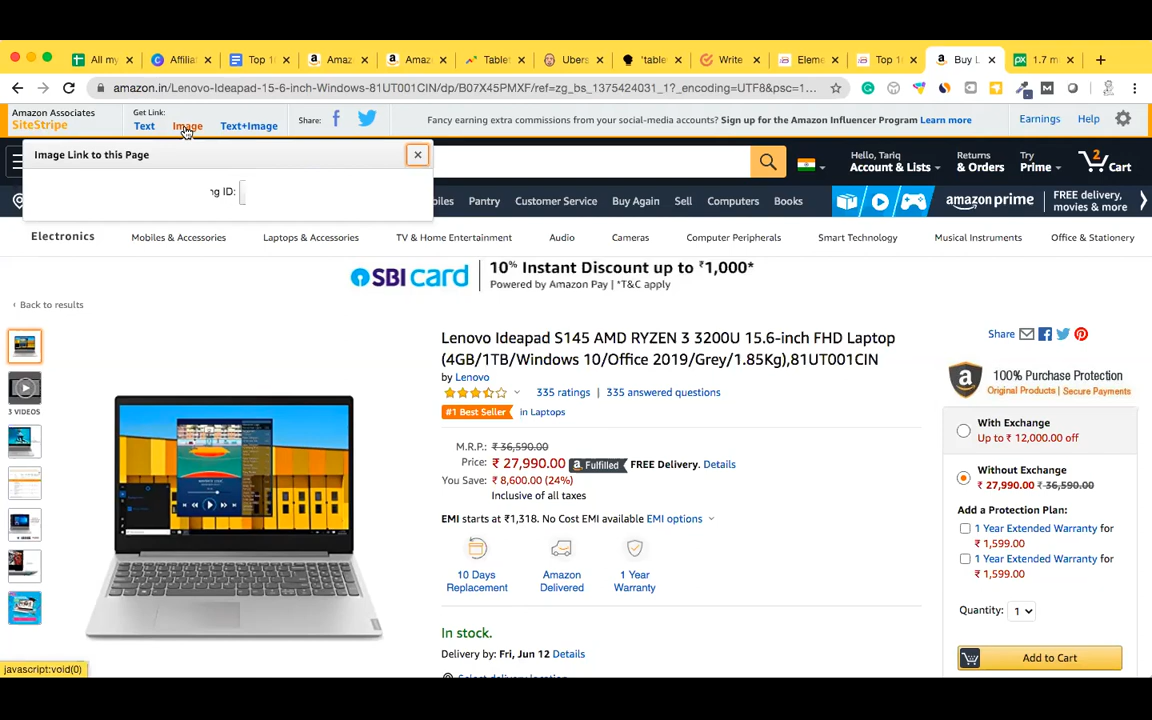 All my
Affilia
Top 1
Amaz
Amaz
Table
Ubers
'table
Write
Eleme
Top 1
Buy L
1.7 m
amazon.in/Lenovo-Ideapad-15-6-inch-Windows-81UT001CIN/dp/B07X45PMXF/ref=zg_bs_1375424031_1?_encoding=UTF8&psc=1...
Amazon Associates
SiteStripe
Get Link:
Text Image Text+Image
Share:
Fancy earning extra commissions from your social-media accounts? Sign up for the Amazon Influencer Program Learn more
Earnings Help
Image Link to this Page
ng ID:
Hello, Tariq
Account & Lists
Returns
& Orders
Try
Prime
2
Cart
biles Pantry Customer Service Buy Again Sell Computers Books
amazon prime
FREE delivery,
movies & more
Electronics Mobiles & Accessories Laptops & Accessories TV & Home Entertainment Audio Cameras Computer Peripherals Smart Technology Musical Instruments Office & Stationery
SBI card
10% Instant Discount up to ₹1,000*
Powered by Amazon Pay | *T&C apply
‹ Back to results
3 VIDEOS
Lenovo Ideapad S145 AMD RYZEN 3 3200U 15.6-inch FHD Laptop
(4GB/1TB/Windows 10/Office 2019/Grey/1.85Kg),81UT001CIN
by Lenovo
335 ratings | 335 answered questions
#1 Best Seller in Laptops
M.R.P.: ₹ 36,590.00
Price: ₹ 27,990.00 a Fulfilled FREE Delivery. Details
You Save: ₹ 8,600.00 (24%)
Inclusive of all taxes
EMI starts at ₹1,318. No Cost EMI available EMI options
10 Days
Replacement
Amazon
Delivered
1 Year
Warranty
In stock.
Delivery by: Fri, Jun 12 Details
Select delivery location
Share
100% Purchase Protection
Original Products | Secure Payments
With Exchange
Up to ₹ 12,000.00 off
Without Exchange
₹ 27,990.00 ₹ 36,590.00
Add a Protection Plan:
1 Year Extended Warranty for
₹ 1,599.00
1 Year Extended Warranty for
₹ 1,599.00
Quantity: 1
Add to Cart
javascript:void(0)